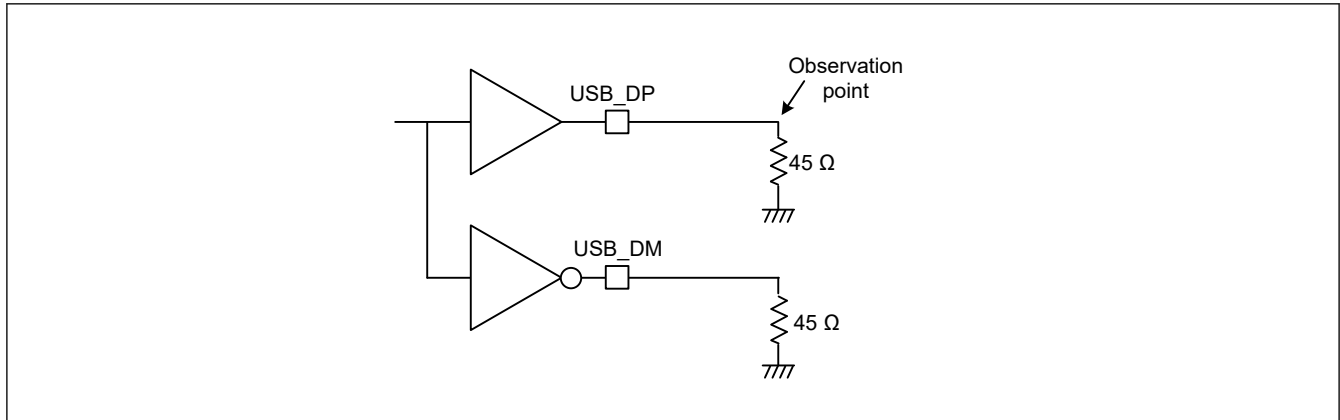 Observation
point
USB_DP
45 Ω
USB_DM
45 Ω